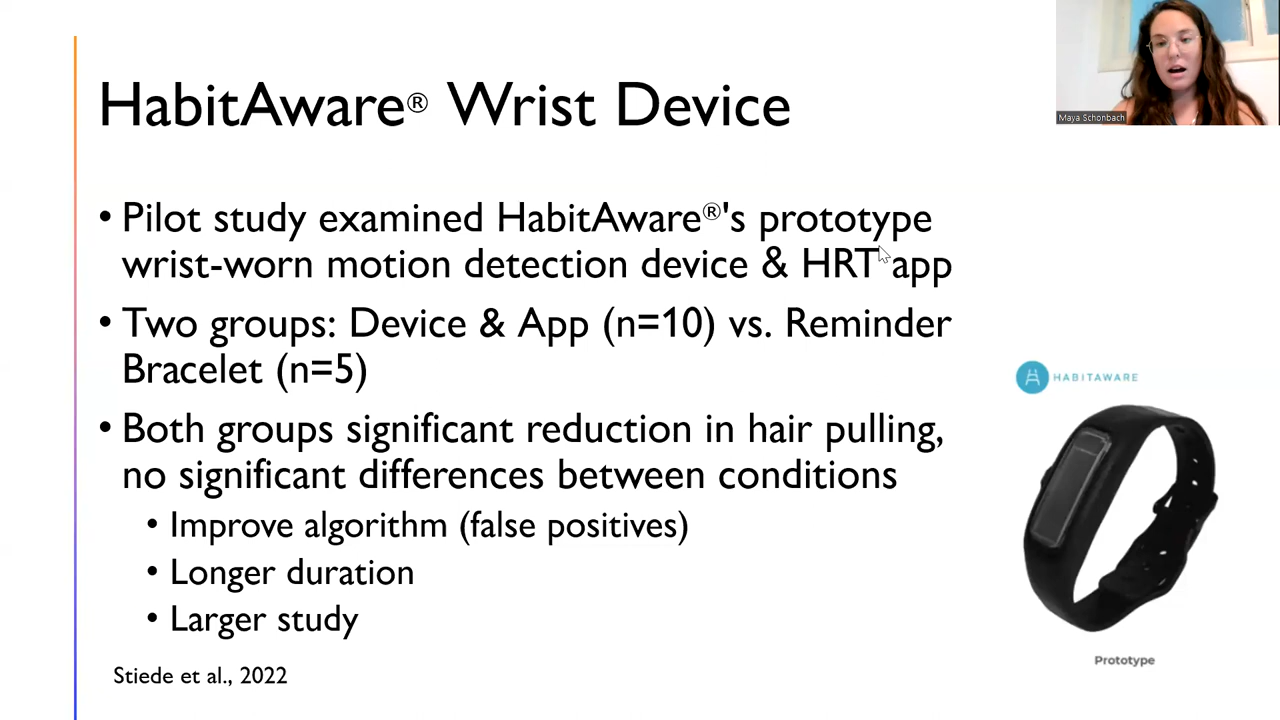 HabitAware® Wrist Device
Maya Schonbach
• Pilot study examined HabitAware®'s prototype
wrist-worn motion detection device & HRT app
• Two groups: Device & App (n=10) vs. Reminder
Bracelet (n=5)
• Both groups significant reduction in hair pulling,
no significant differences between conditions
• Improve algorithm (false positives)
• Longer duration
• Larger study
Stiede et al., 2022
HABITAWARE
Prototype